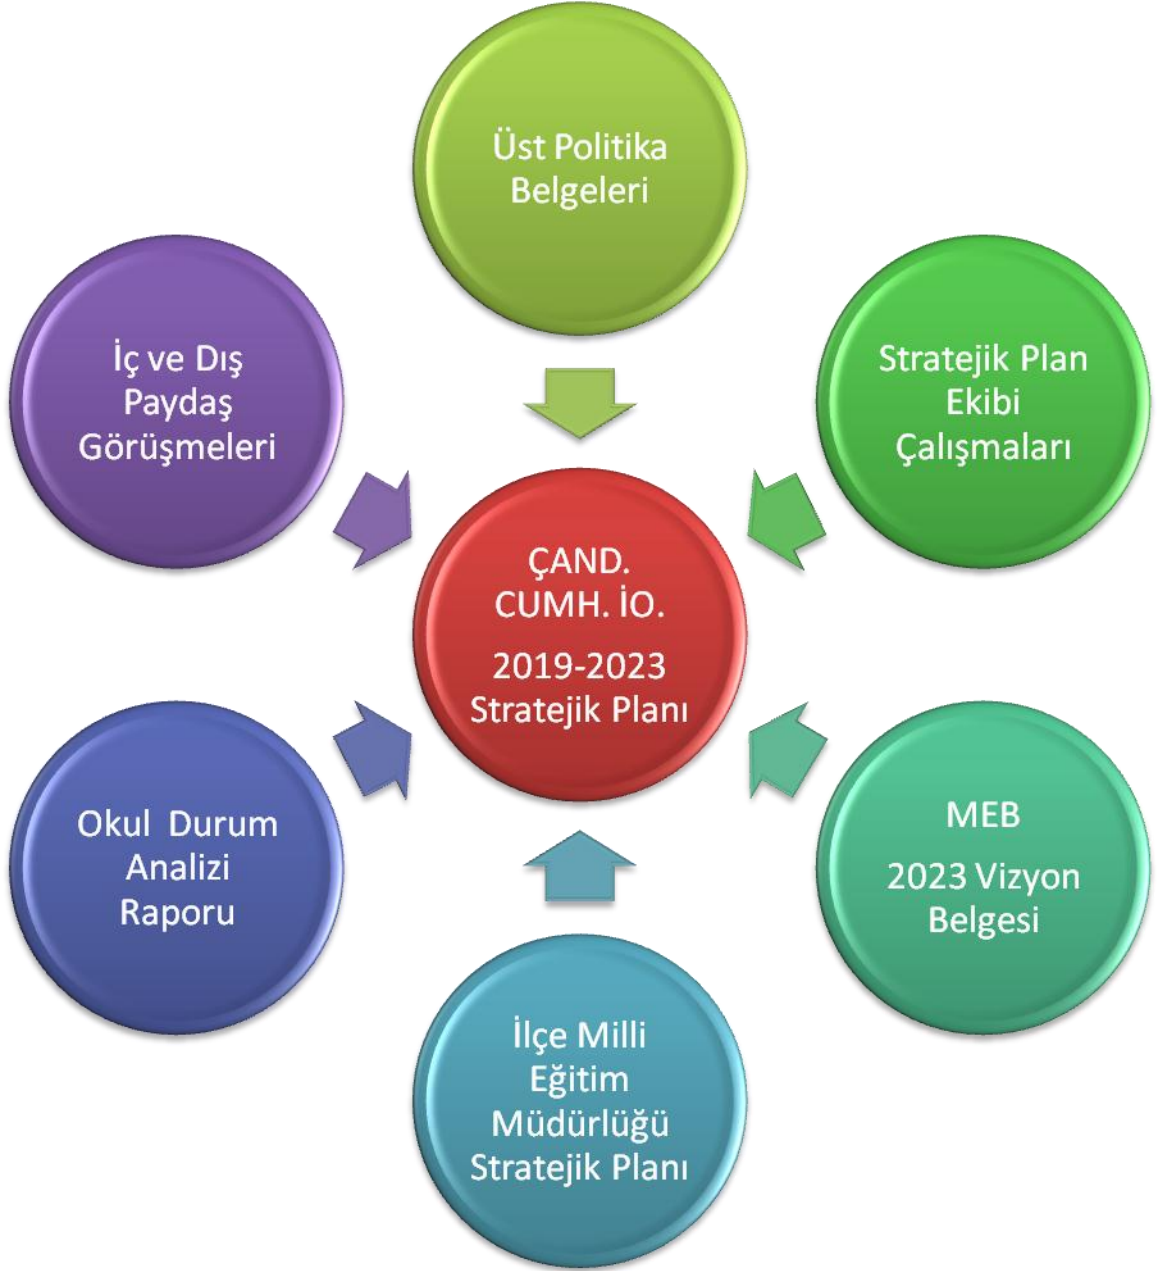 Üst Politika
Belgeleri
Stratejik Plan
Ekibi
Çalışmaları
MEB
2023 Vizyon
Belgesi
İlçe Milli
Eğitim
Müdürlüğü
Stratejik Planı
Okul Durum
Analizi
Raporu
İç ve Dış
Paydaş
Görüşmeleri
ÇAND.
CUMH. İO.
2019-2023
Stratejik Planı